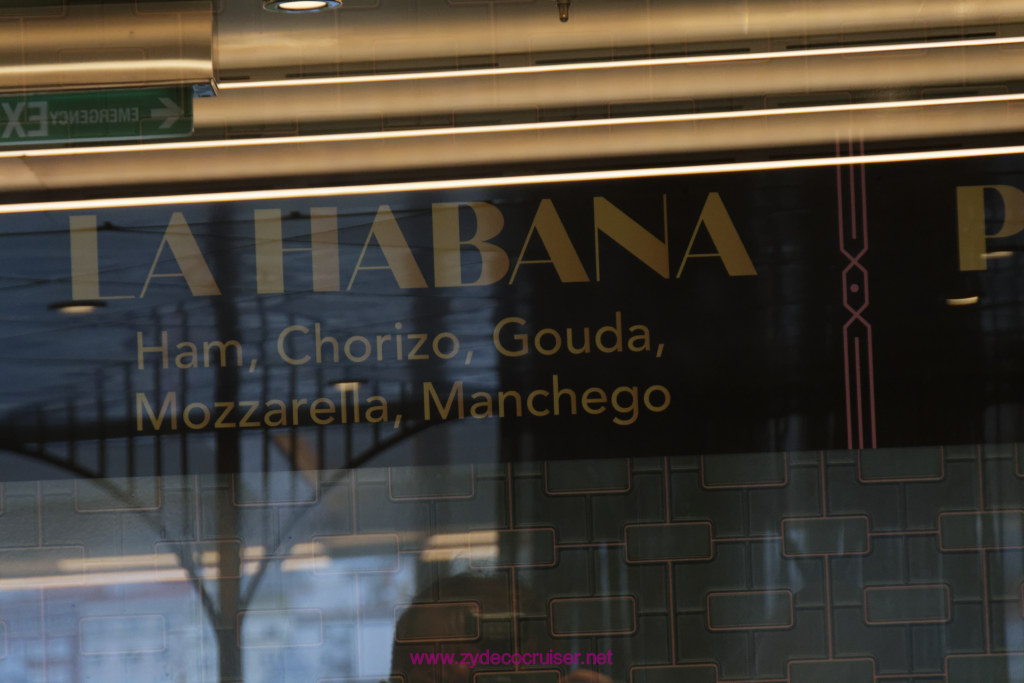 EMERGENCY
EX
LA HABANA
P
Ham, Chorizo, Gouda,
Mozzarella, Manchego
www.zydecocruiser.net